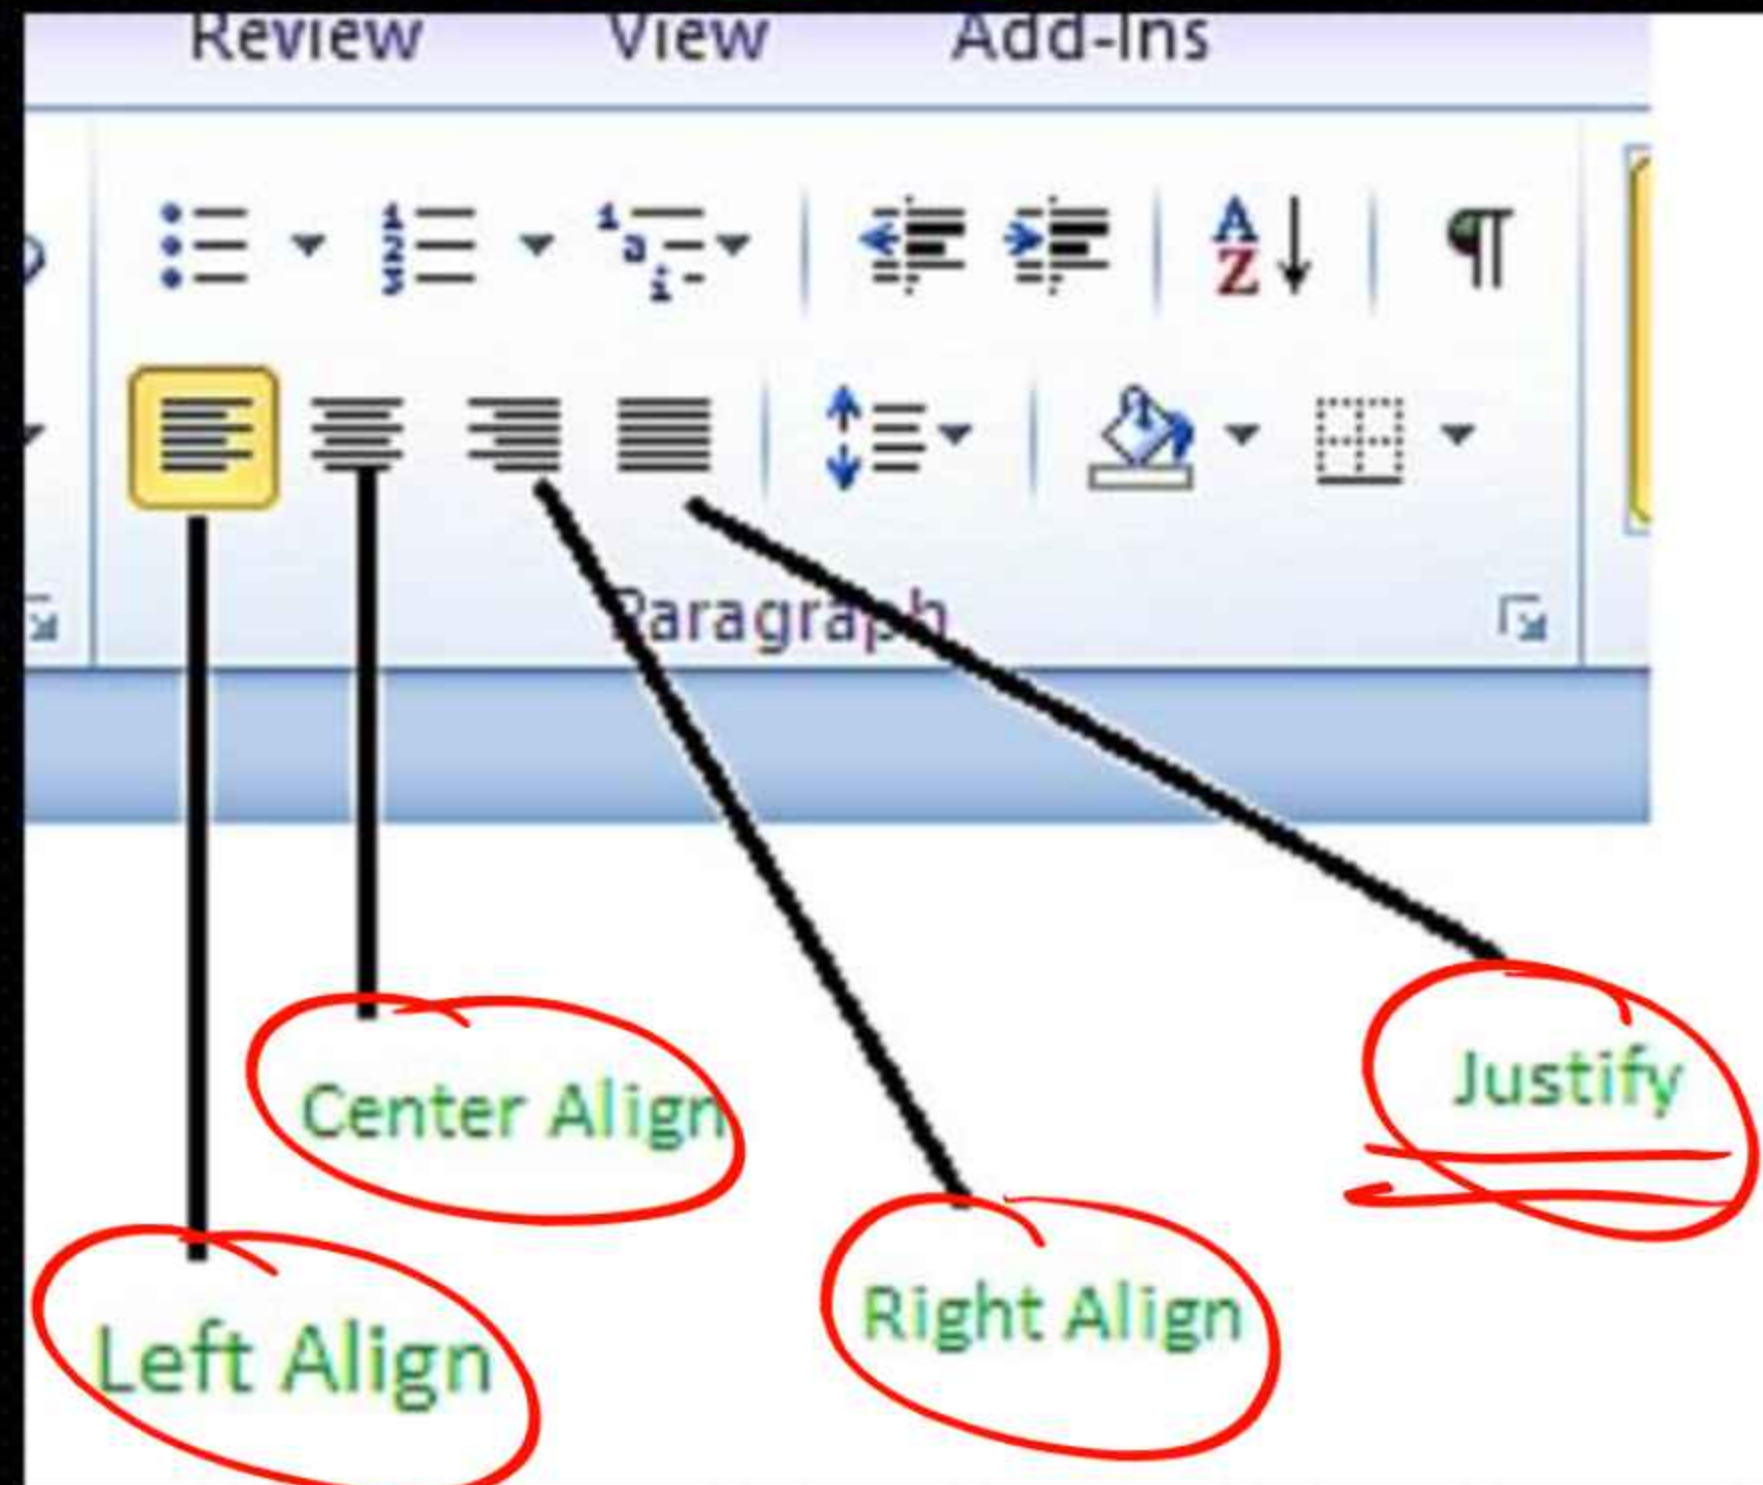 Review View Add-Ins
Paragraph
Center Align
Justify
Left Align
Right Align